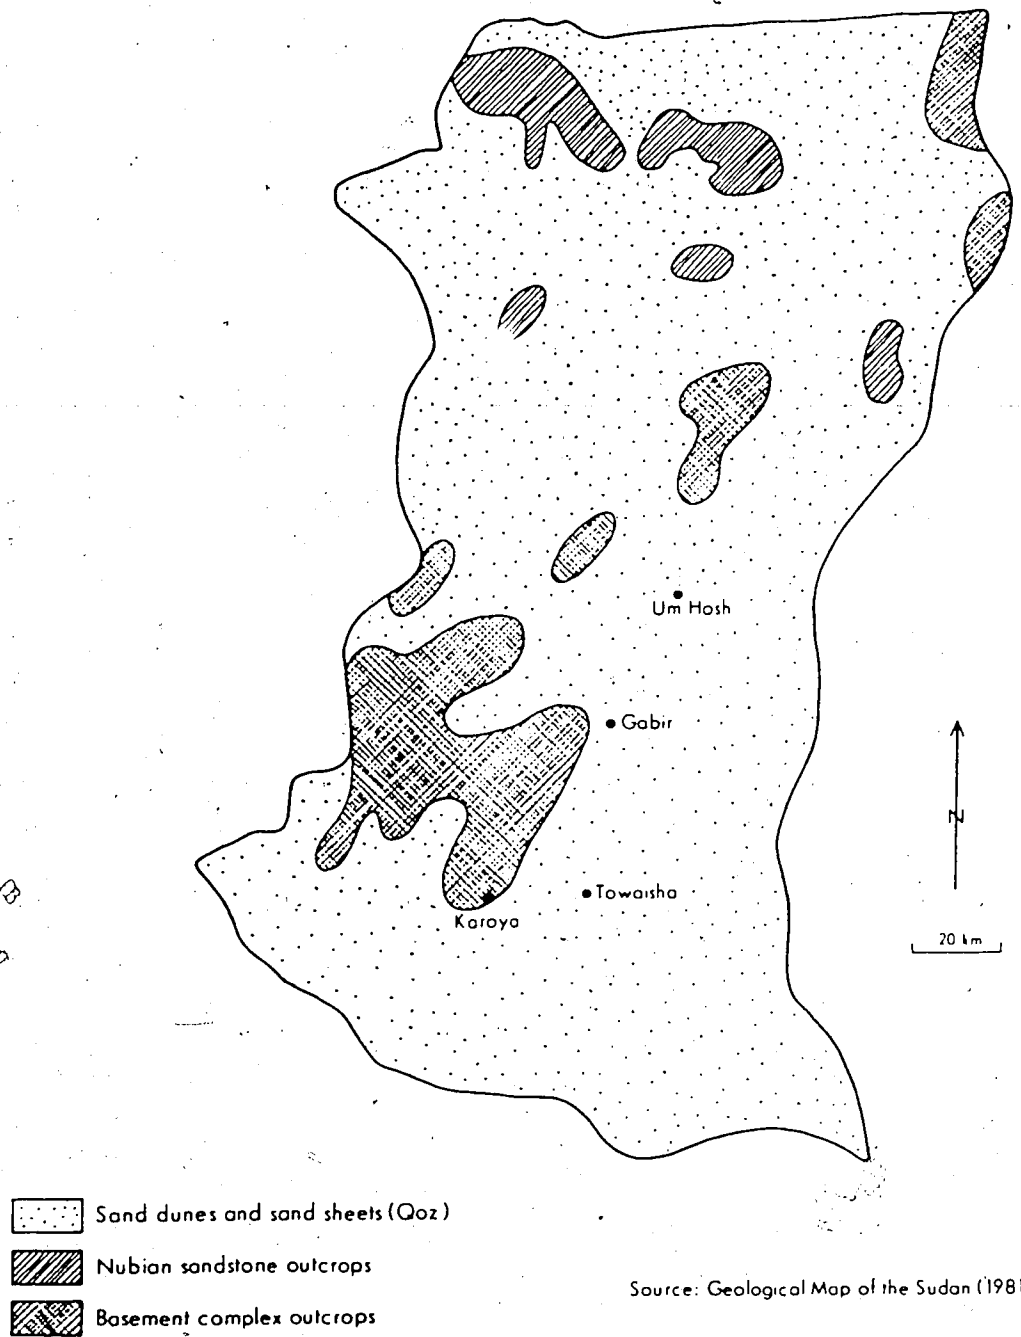 Um Hosh
Gabir
N
Towaisha
Karoya
20 km
Sand dunes and sand sheets (Qoz)
Nubian sandstone outcrops
Source: Geological Map of the Sudan (1981
Basement complex outcrops